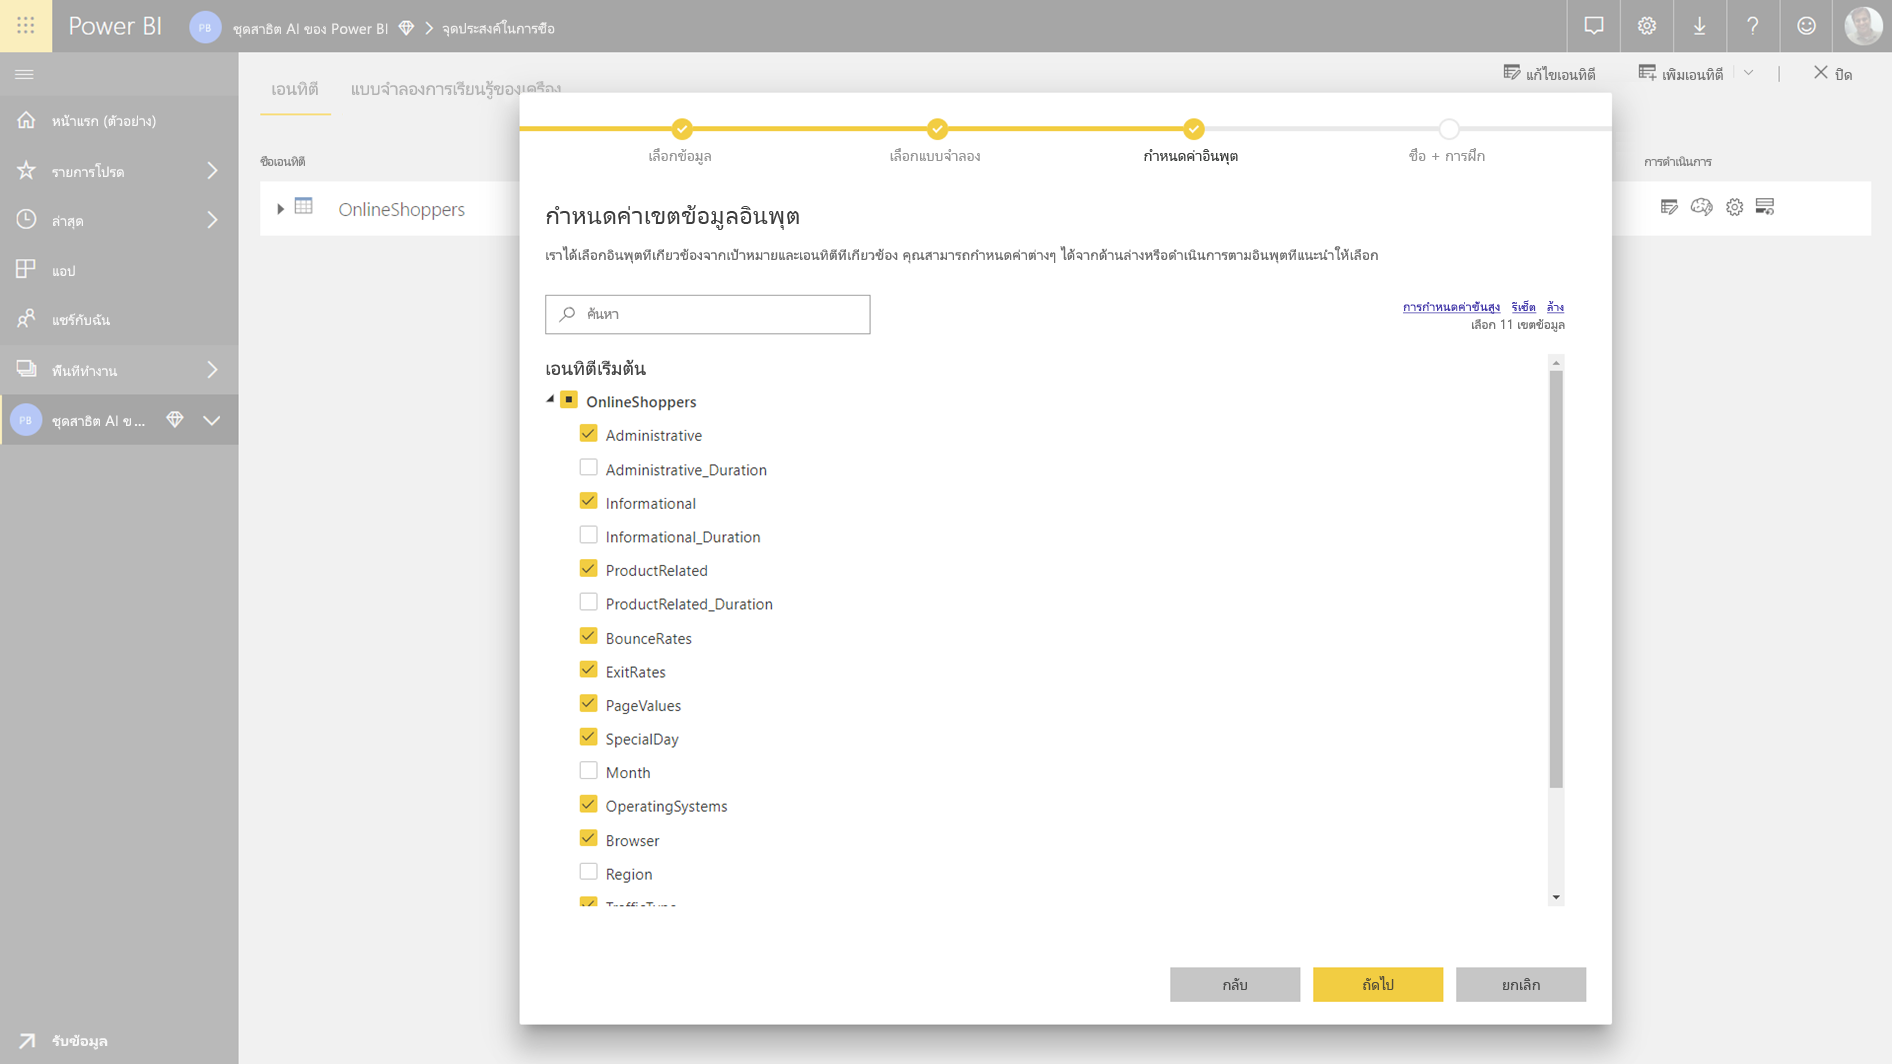 Power BI
PB
ชุดสาธิต AI ของ Power BI
จุดประสงค์ในการซื้อ
หน้าแรก (ตัวอย่าง)
รายการโปรด
ล่าสุด
แอป
แชร์กับฉัน
พื้นที่ทำงาน
PB
ชุดสาธิต AI ข ...
รับข้อมูล
เอนทิตี
แบบจำลองการเรียนรู้ของเครื่อง
แก้ไขเอนทิตี
เพิ่มเอนทิตี
ปิด
ชื่อเอนทิตี
การดำเนินการ
OnlineShoppers
เลือกข้อมูล
เลือกแบบจำลอง
กำหนดค่าอินพุต
ชื่อ + การฝึก
กำหนดค่าเขตข้อมูลอินพุต
เราได้เลือกอินพุตที่เกี่ยวข้องจากเป้าหมายและเอนทิตีที่เกี่ยวข้อง คุณสามารถกำหนดค่าต่างๆ ได้จากด้านล่างหรือดำเนินการตามอินพุตที่แนะนำให้เลือก
ค้นหา
การกำหนดค่าขั้นสูง รีเซ็ต ล้าง
เลือก 11 เขตข้อมูล
เอนทิตีเริ่มต้น
OnlineShoppers
Administrative
Administrative_Duration
Informational
Informational_Duration
ProductRelated
ProductRelated_Duration
BounceRates
ExitRates
PageValues
SpecialDay
Month
OperatingSystems
Browser
Region
TrafficType
กลับ
ถัดไป
ยกเลิก